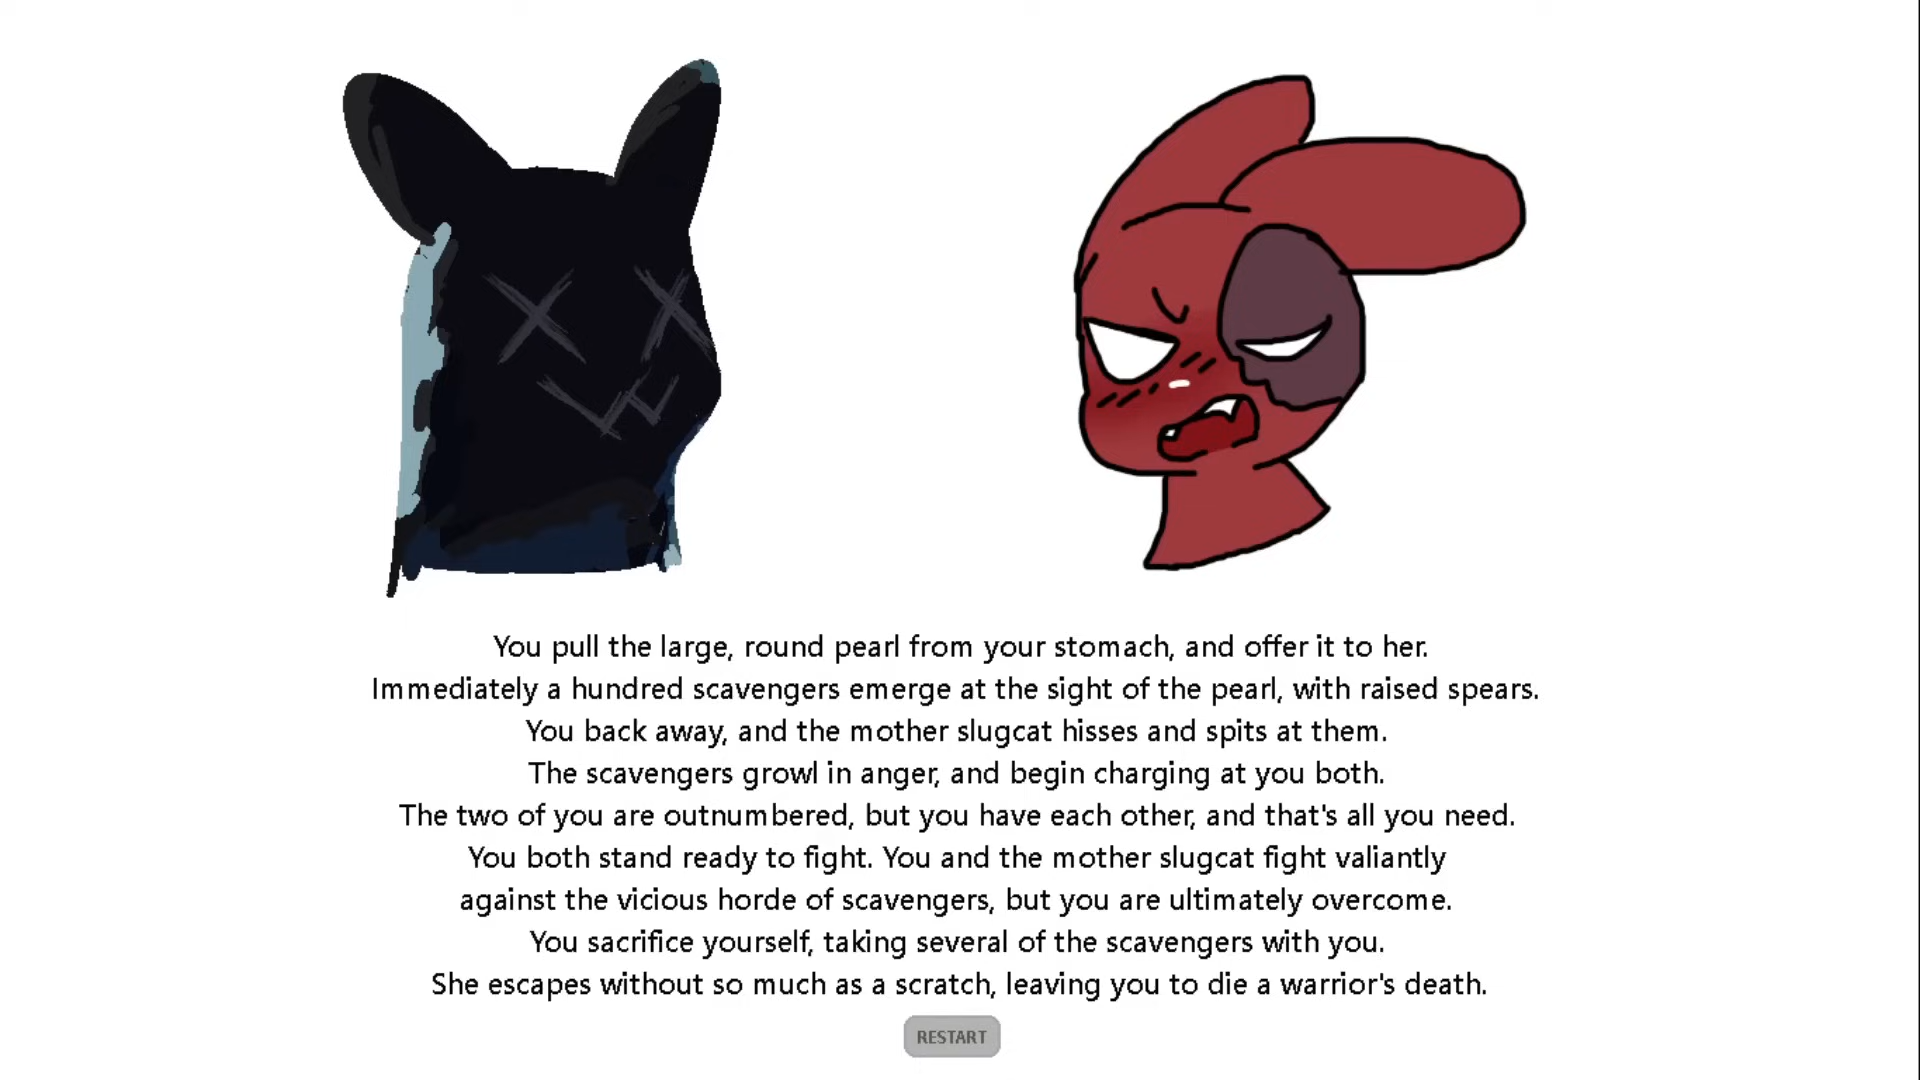 You pull the large, round pearl from your stomach, and offer it to her.
Immediately a hundred scavengers emerge at the sight of the pearl, with raised spears.
You back away, and the mother slugcat hisses and spits at them.
The scavengers growl in anger, and begin charging at you both.
The two of you are outnumbered, but you have each other, and that's all you need.
You both stand ready to fight. You and the mother slugcat fight valiantly
against the vicious horde of scavengers, but you are ultimately overcome.
You sacrifice yourself, taking several of the scavengers with you.
She escapes without so much as a scratch, leaving you to die a warrior's death.
RESTART